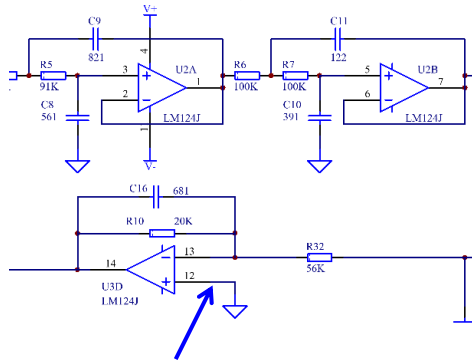 V+
C9
821
4
R5
91K
3
2
U2A
1
LM124J
C8
561
1
V-
R6
100K
R7
100K
C11
122
5
6
U2B
7
LM124J
C10
391
C16
681
R10
20K
14
13
12
U3D
LM124J
R32
56K